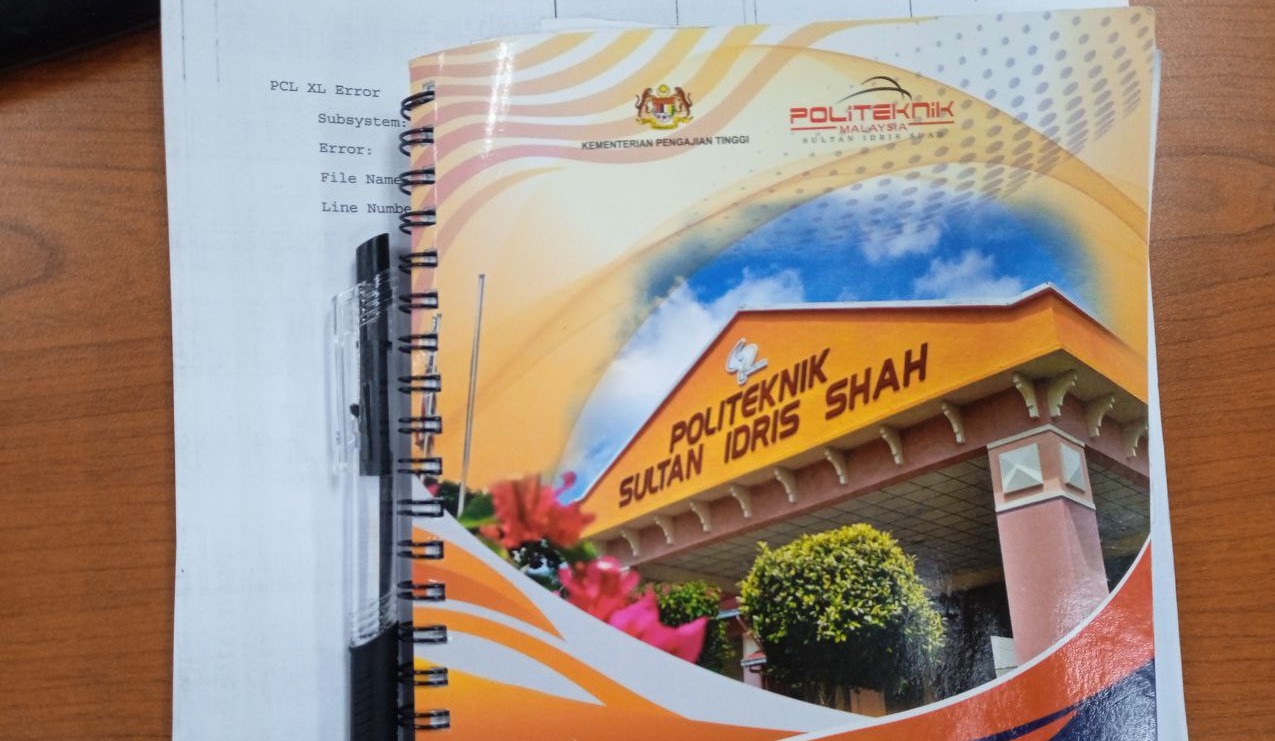 PCL XL Error
Subsystem:
Error:
File Name
Line Numbe
KEMENTERIAN PENGAJIAN TINGGI
POLITEKNIK
MALAYSIA
SULTAN IDRIS SHAH
POLITEKNIK
SULTAN IDRIS SHAH